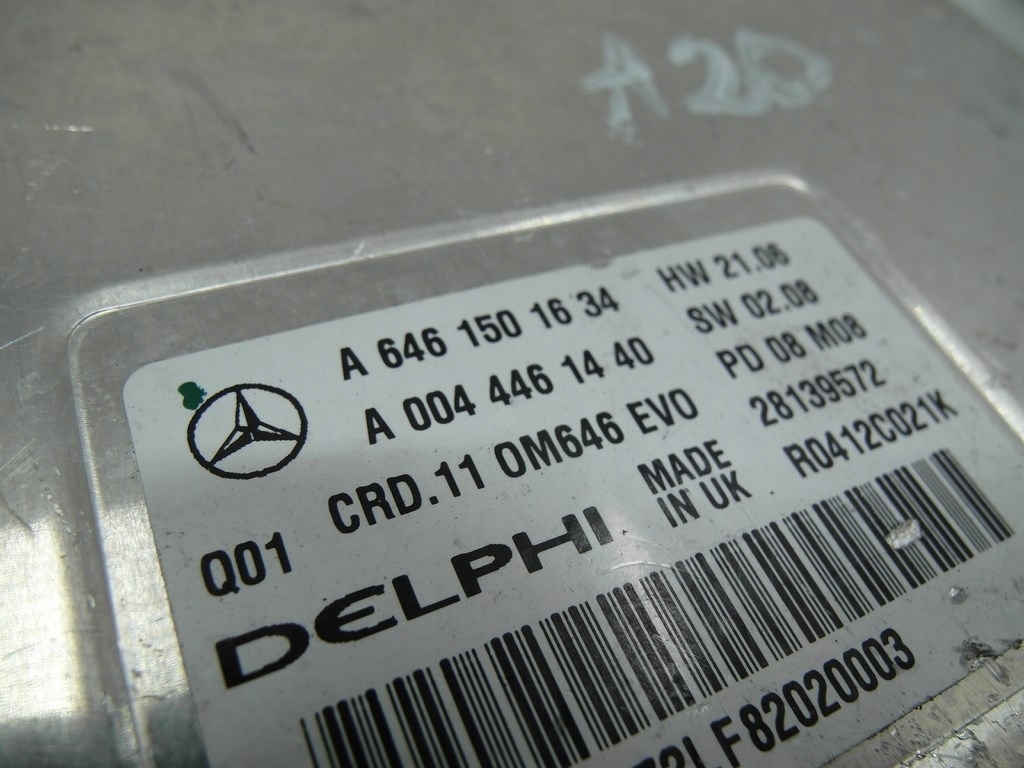 A20
A 646 150 16 34
HW 21.06
A 004 446 14 40
SW 02.08
CRD.11 OM646 EVO
PD 08 M08
Q01
MADE IN UK
28139572
DELPHI
R0412C021K
72LF82020003